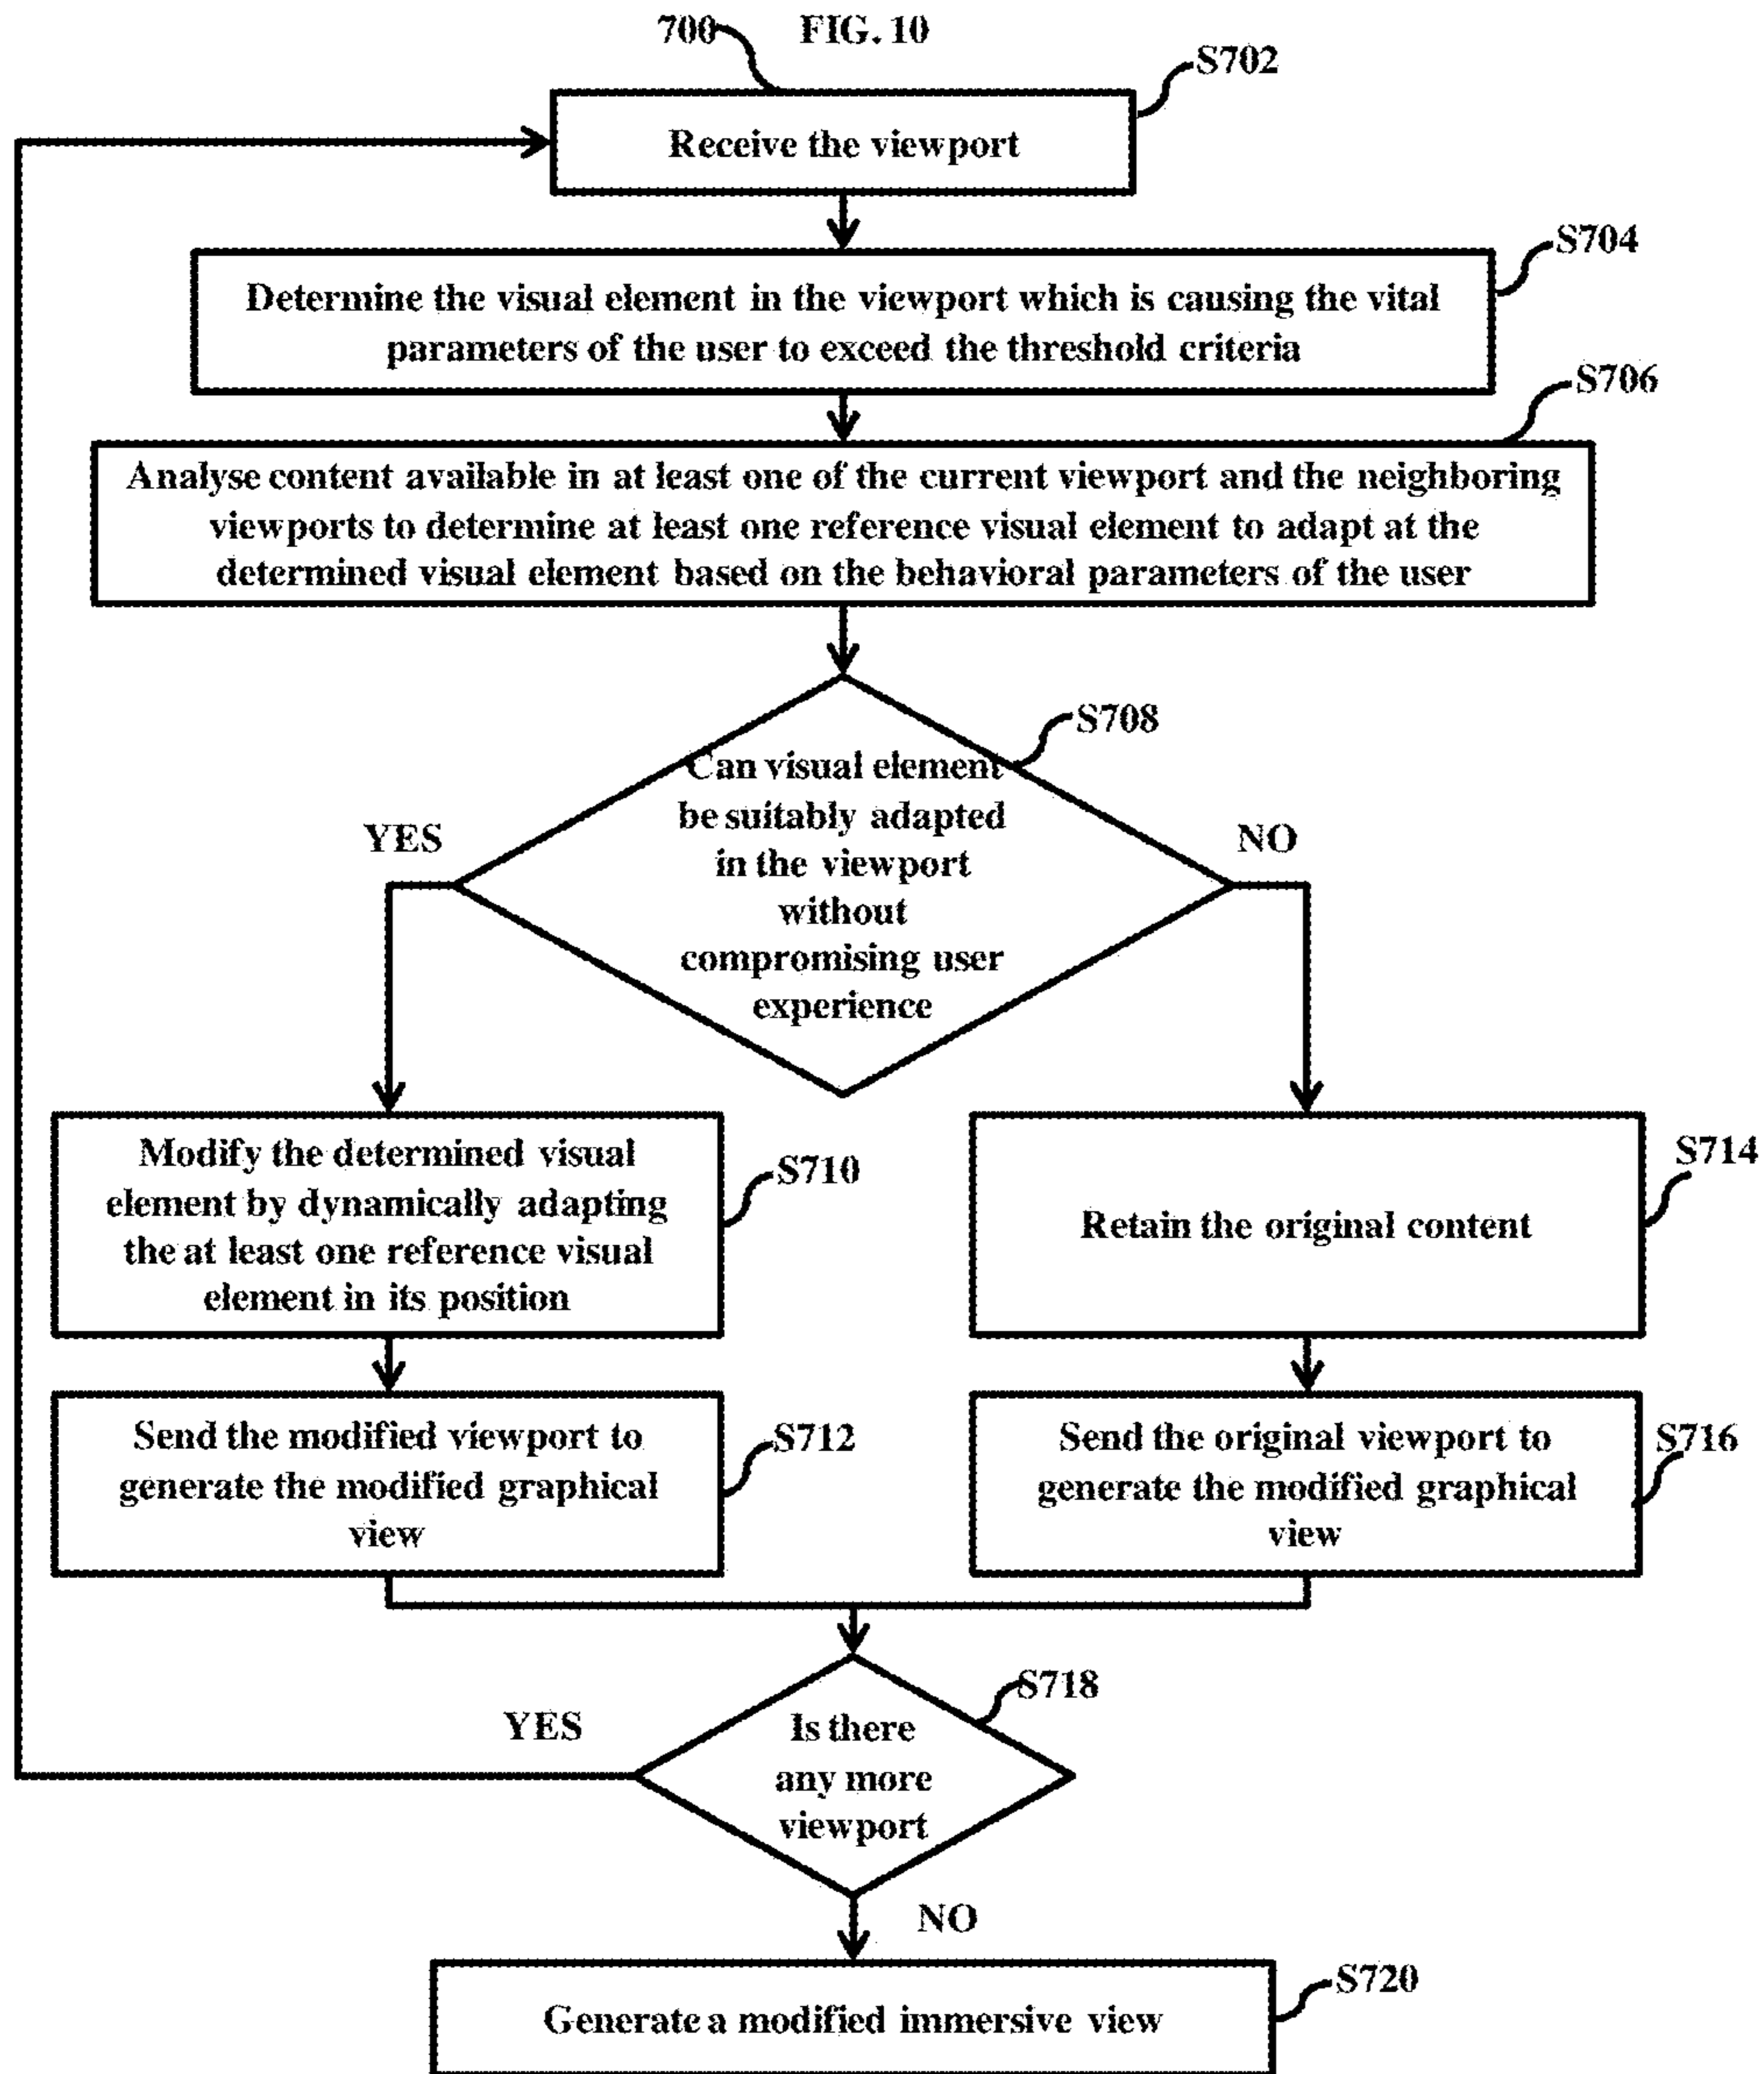 700
FIG. 10
S702
Receive the viewport
S704
Determine the visual element in the viewport which is causing the vital
parameters of the user to exceed the threshold criteria
S706
Analyse content available in at least one of the current viewport and the neighboring
viewports to determine at least one reference visual element to adapt at the
determined visual element based on the behavioral parameters of the user
S708
Can visual element
be suitably adapted
in the viewport
without
compromising user
experience
YES
NO
Modify the determined visual
element by dynamically adapting
the at least one reference visual
element in its position
S710
Retain the original content
S714
Send the modified viewport to
generate the modified graphical
view
S712
Send the original viewport to
generate the modified graphical
view
S716
S718
Is there
any more
viewport
YES
NO
S720
Generate a modified immersive view